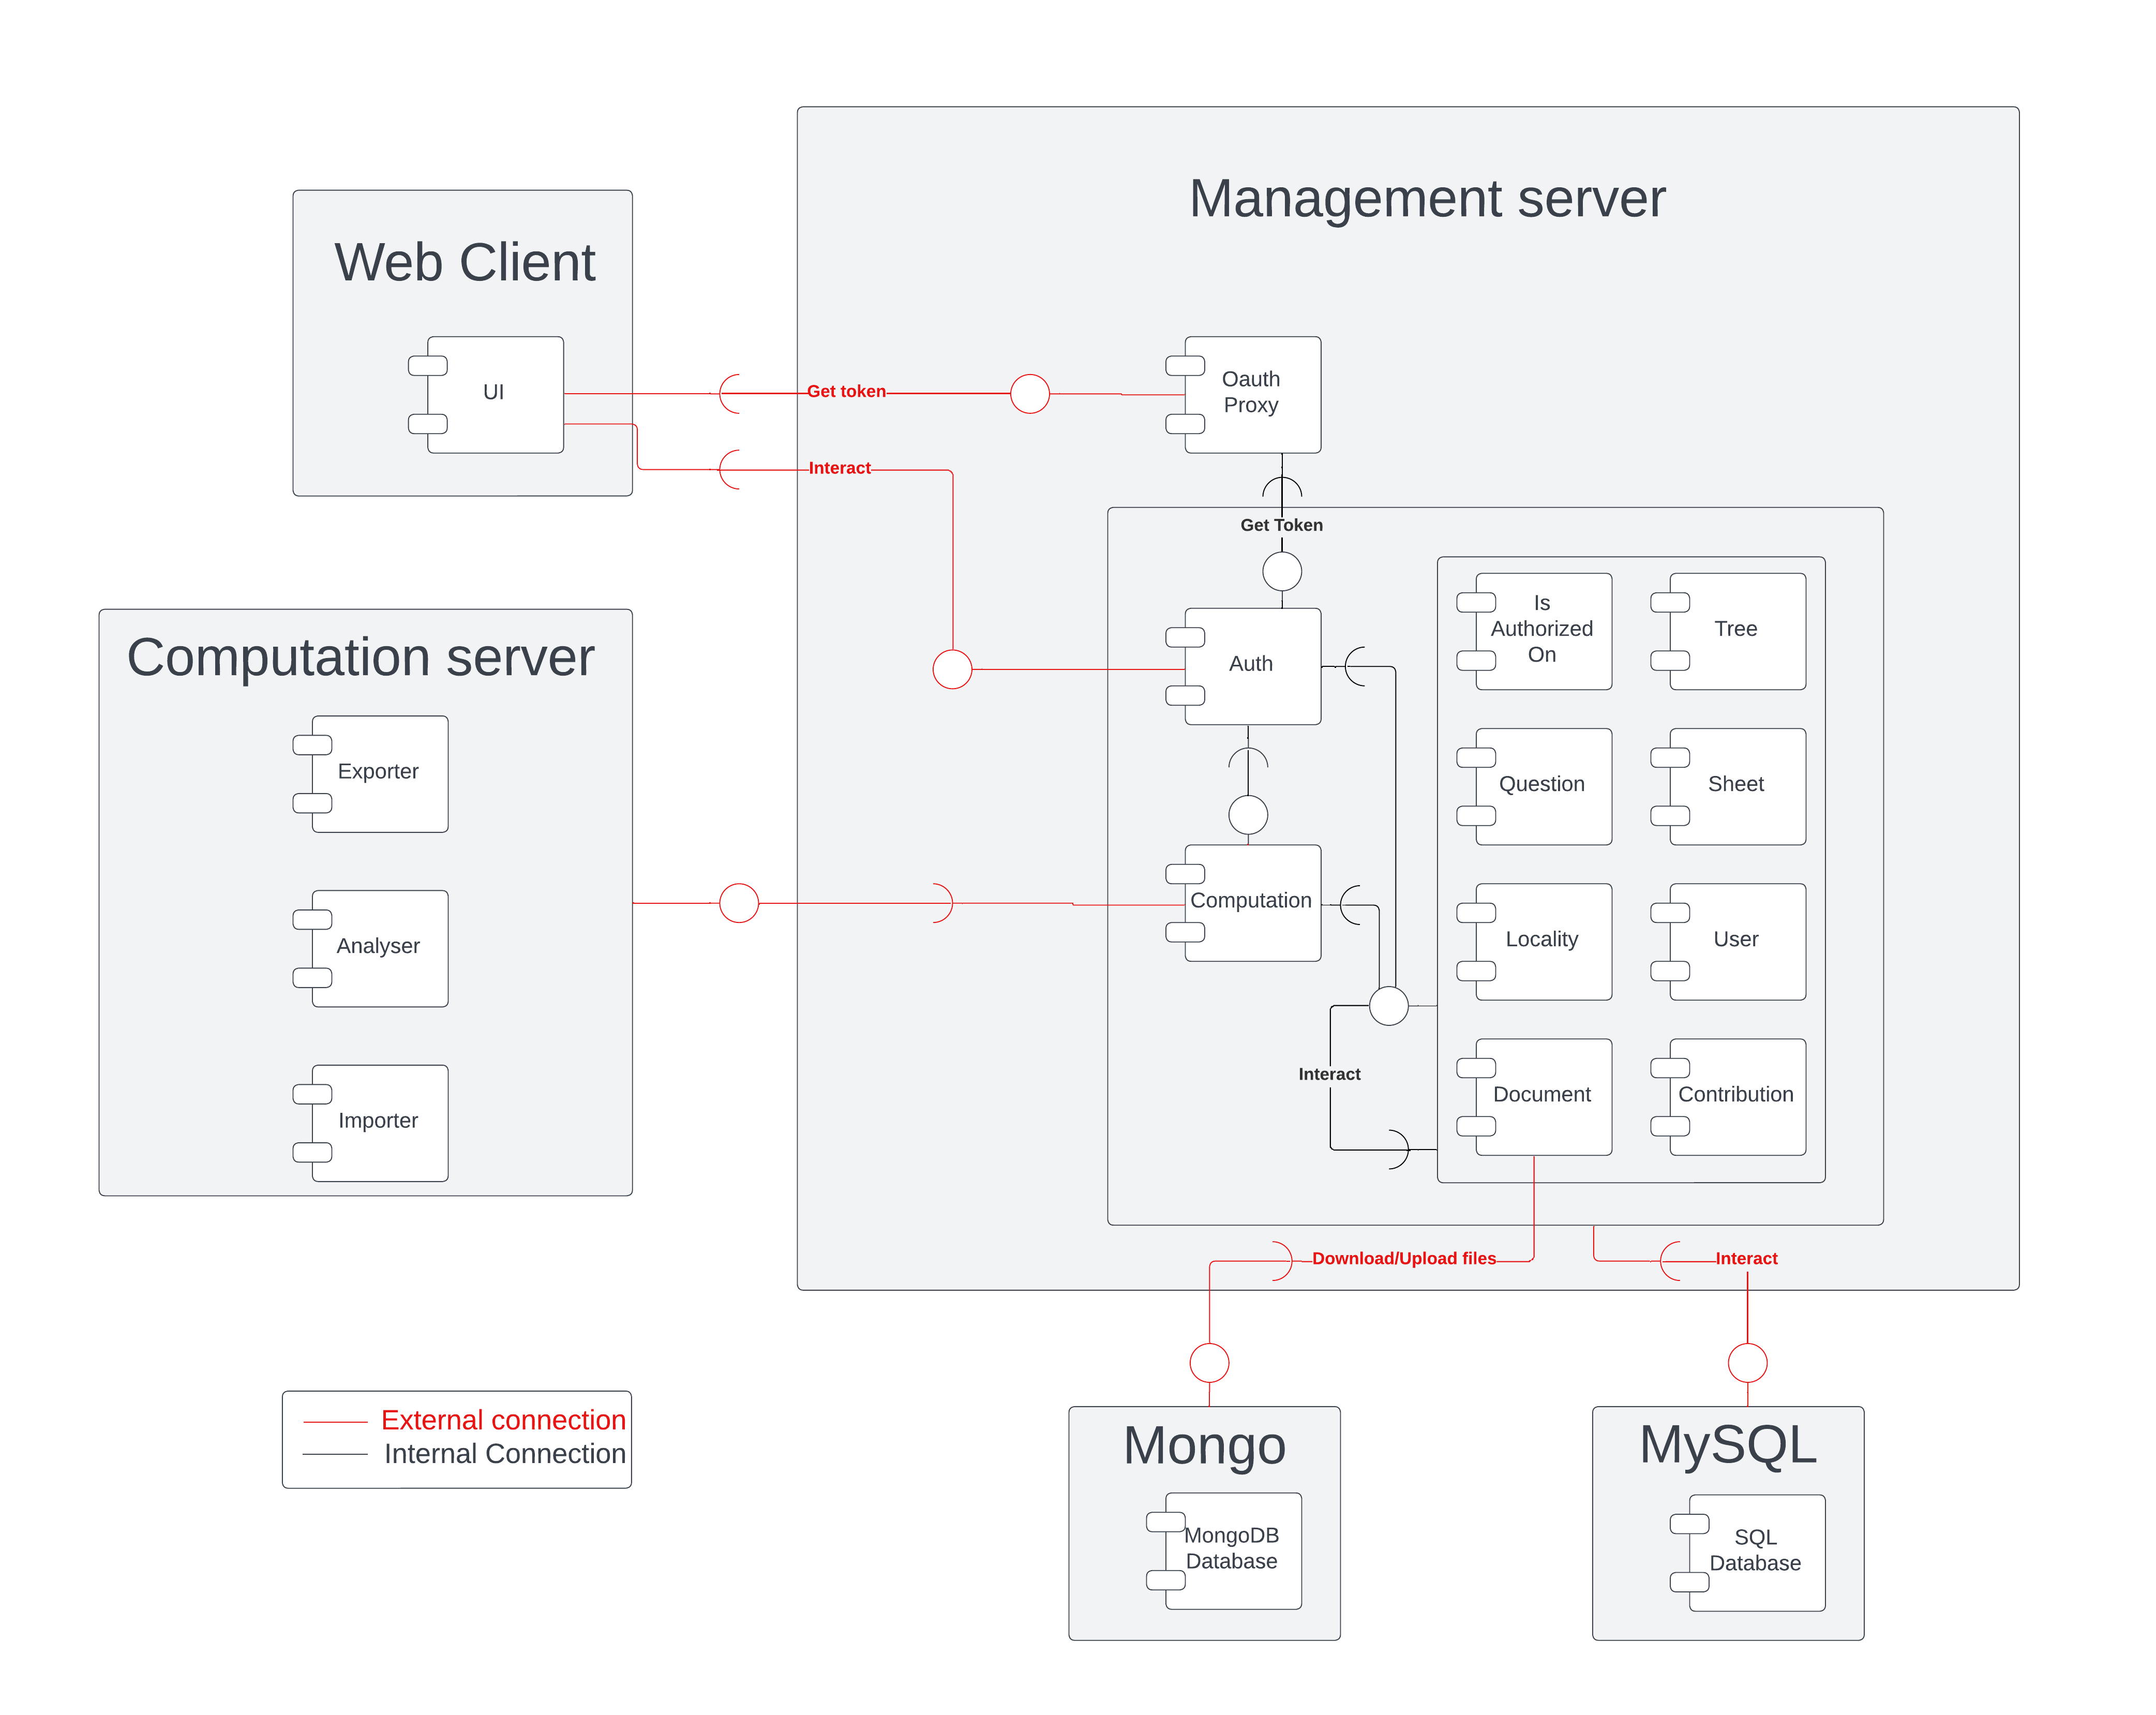 Management server
Web Client
UI
Get token
Oauth
Proxy
Interact
Get Token
Computation server
Auth
Is
Authorized
On
Tree
Exporter
Question
Sheet
Analyser
Computation
Locality
User
Importer
Interact
Document
Contribution
Download/Upload files
Interact
External connection
Internal Connection
Mongo
MongoDB
Database
MySQL
SQL
Database